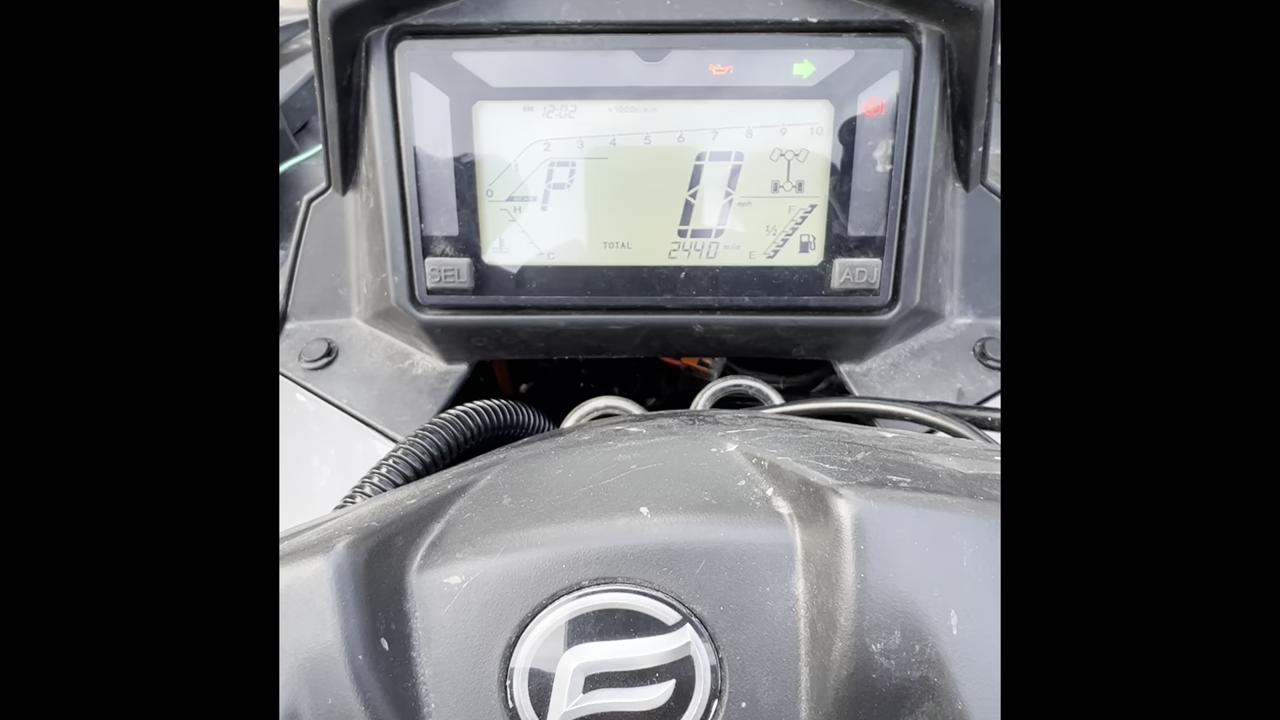 12:02
x1000r/min
0 1 2 3 4 5 6 7 8 9 10
P 0 mph
H F
1/2
TOTAL 2440 mile
C E
SEL ADJ